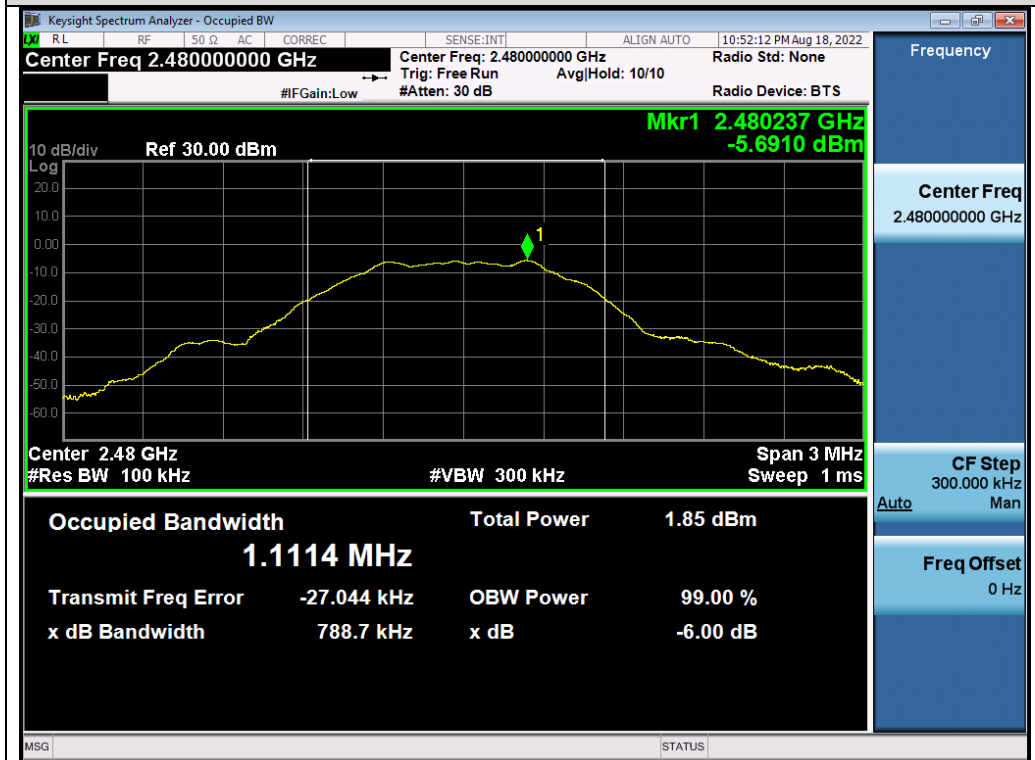 Keysight Spectrum Analyzer - Occupied BW
LXI RL RF 50 Ω AC CORREC SENSE:INT ALIGN AUTO 10:52:12 PM Aug 18, 2022
Center Freq 2.480000000 GHz
Center Freq: 2.480000000 GHz
Radio Std: None
Trig: Free Run Avg|Hold: 10/10
#IFGain:Low
#Atten: 30 dB
Radio Device: BTS
Frequency
Mkr1 2.480237 GHz
-5.6910 dBm
10 dB/div Ref 30.00 dBm
Log
20.0
10.0
0.00
-10.0
-20.0
-30.0
-40.0
-50.0
-60.0
1
Center 2.48 GHz Span 3 MHz
#Res BW 100 kHz #VBW 300 kHz Sweep 1 ms
Center Freq
2.480000000 GHz
CF Step
300.000 kHz
Auto Man
Freq Offset
0 Hz
Occupied Bandwidth Total Power 1.85 dBm
1.1114 MHz
Transmit Freq Error -27.044 kHz OBW Power 99.00 %
x dB Bandwidth 788.7 kHz x dB -6.00 dB
MSG STATUS